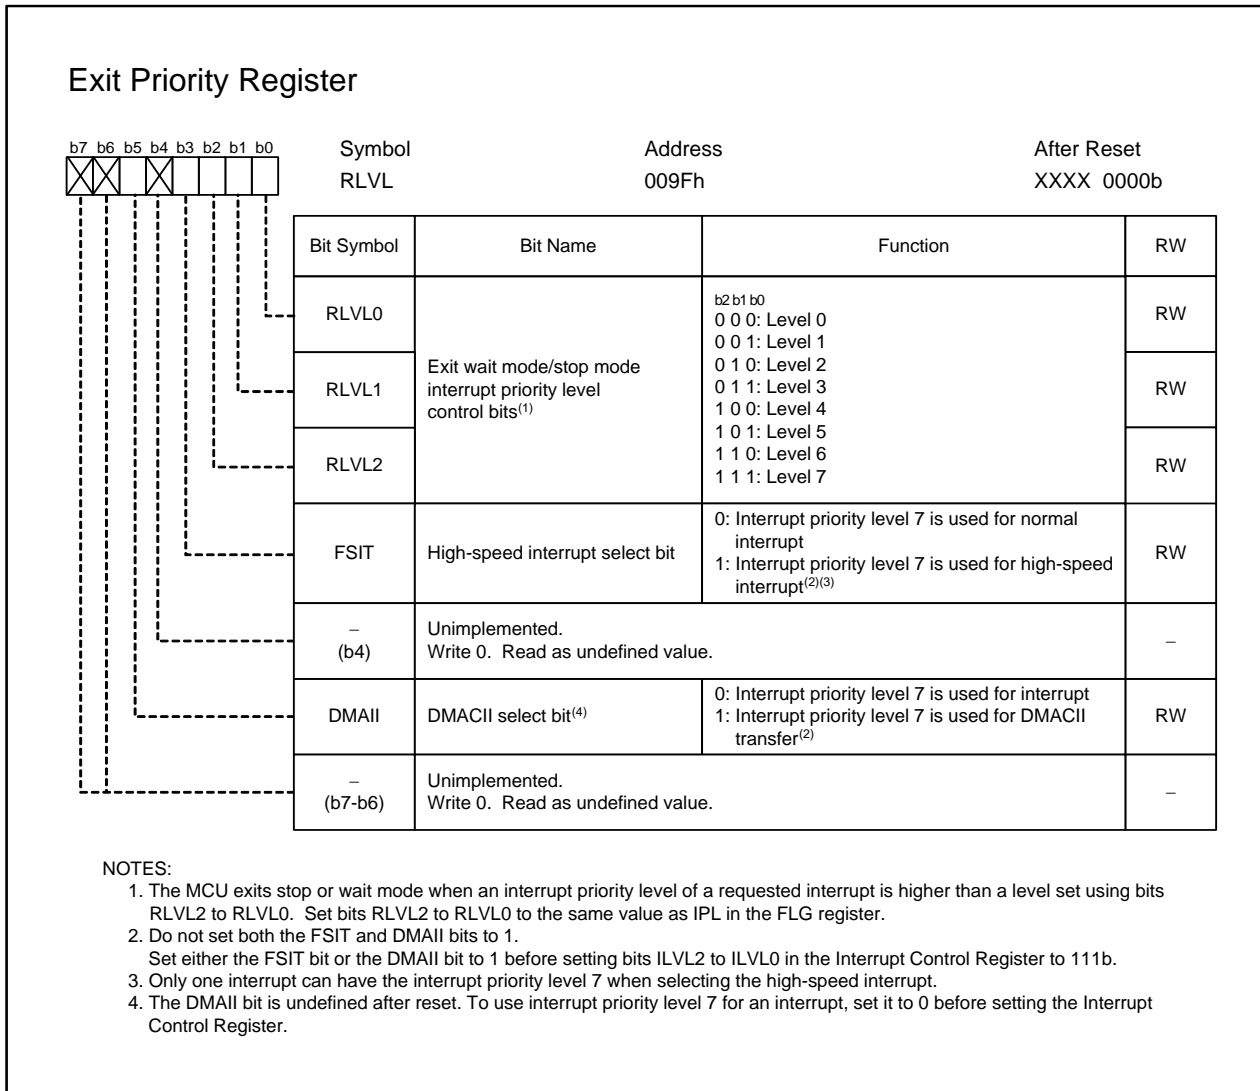 Exit Priority Register
b7 b6 b5 b4 b3 b2 b1 b0
Symbol Address After Reset
RLVL 009Fh XXXX 0000b
Bit Symbol Bit Name Function RW
RLVL0 RW
RLVL1 RW
RLVL2 RW
Exit wait mode/stop mode
interrupt priority level
control bits(1)
b2 b1 b0
0 0 0: Level 0
0 0 1: Level 1
0 1 0: Level 2
0 1 1: Level 3
1 0 0: Level 4
1 0 1: Level 5
1 1 0: Level 6
1 1 1: Level 7
FSIT High-speed interrupt select bit
0: Interrupt priority level 7 is used for normal
interrupt
1: Interrupt priority level 7 is used for high-speed
interrupt(2)(3)
RW
–
(b4)
Unimplemented.
Write 0. Read as undefined value.
–
DMAII DMACII select bit(4)
0: Interrupt priority level 7 is used for interrupt
1: Interrupt priority level 7 is used for DMACII
transfer(2)
RW
–
(b7-b6)
Unimplemented.
Write 0. Read as undefined value.
–
NOTES:
1. The MCU exits stop or wait mode when an interrupt priority level of a requested interrupt is higher than a level set using bits
RLVL2 to RLVL0. Set bits RLVL2 to RLVL0 to the same value as IPL in the FLG register.
2. Do not set both the FSIT and DMAII bits to 1.
Set either the FSIT bit or the DMAII bit to 1 before setting bits ILVL2 to ILVL0 in the Interrupt Control Register to 111b.
3. Only one interrupt can have the interrupt priority level 7 when selecting the high-speed interrupt.
4. The DMAII bit is undefined after reset. To use interrupt priority level 7 for an interrupt, set it to 0 before setting the Interrupt
Control Register.